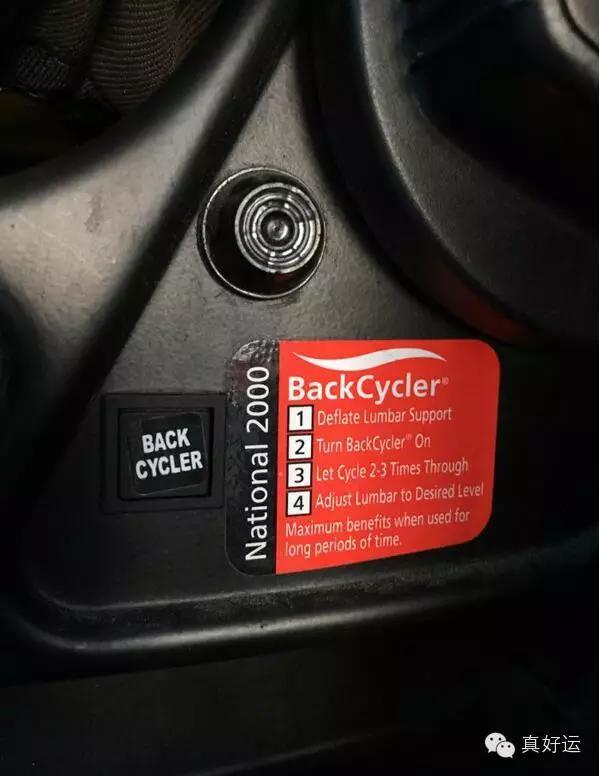 BACK
CYCLER
National 2000
BackCycler®
1 Deflate Lumbar Support
2 Turn BackCycler® On
3 Let Cycle 2-3 Times Through
4 Adjust Lumbar to Desired Level
Maximum benefits when used for
long periods of time.
真好运